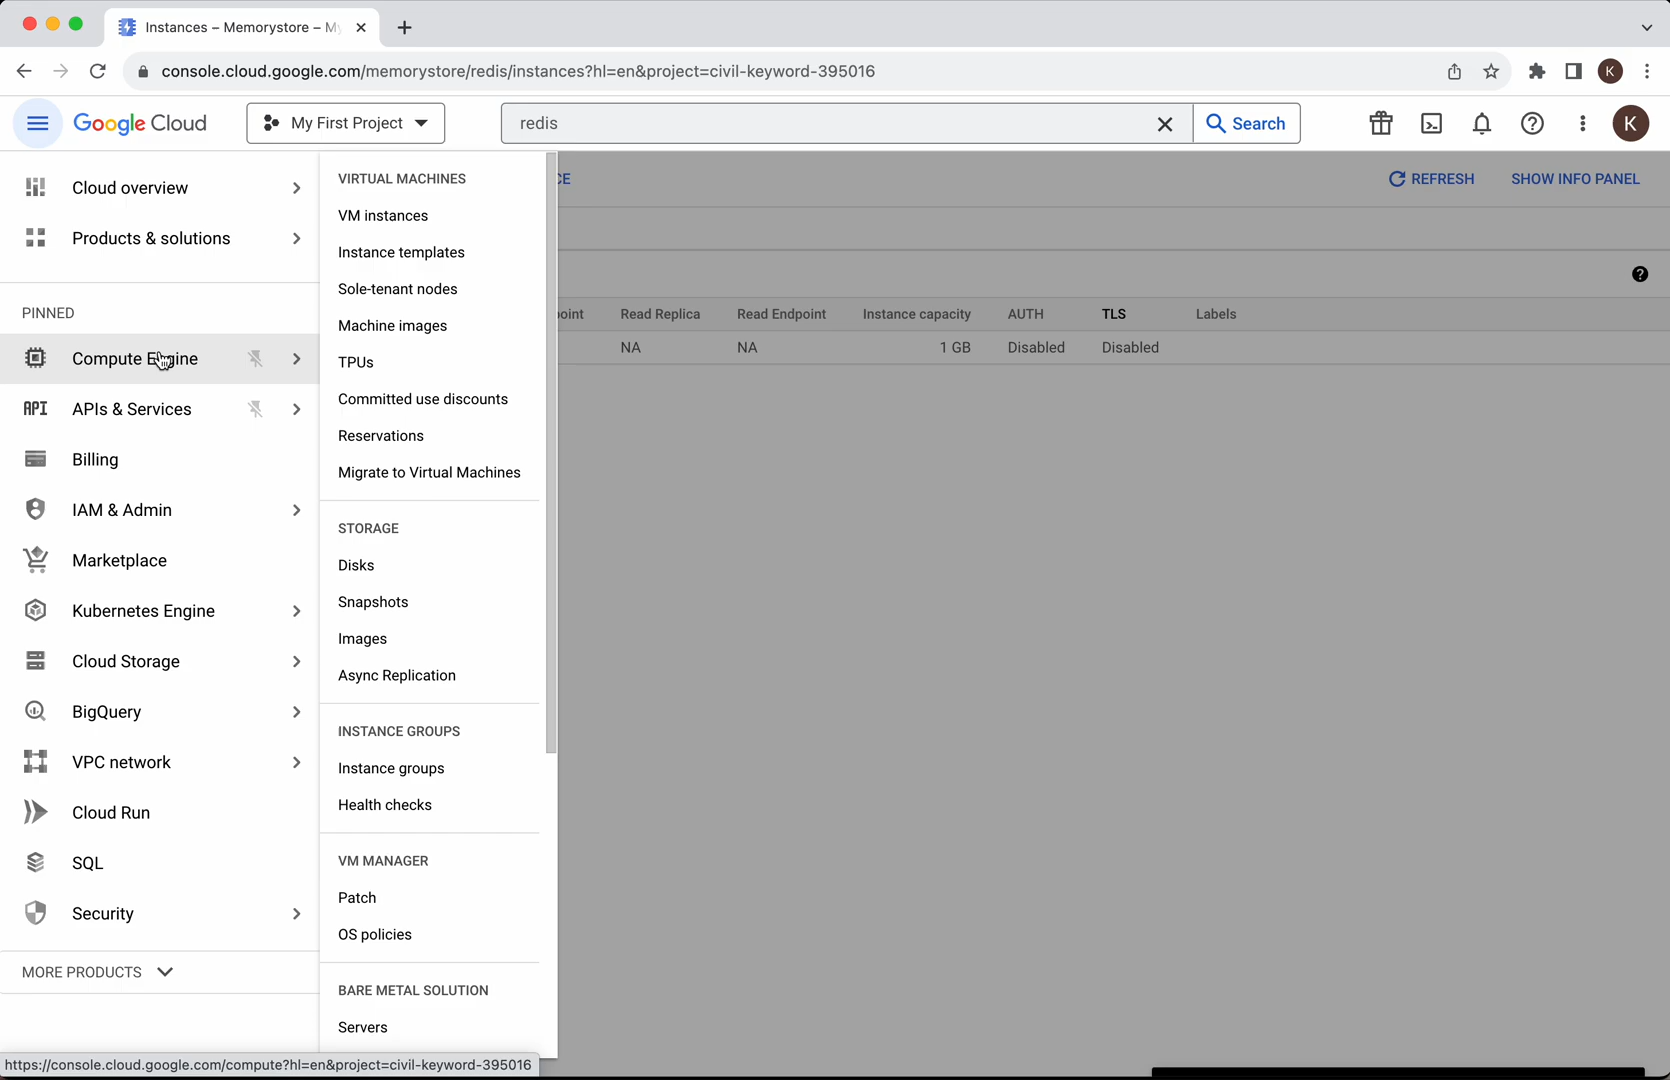 Instances – Memorystore – My
console.cloud.google.com/memorystore/redis/instances?hl=en&project=civil-keyword-395016
K
Google Cloud
My First Project
redis
Search
K
Cloud overview
Products & solutions
PINNED
Compute Engine
API APIs & Services
Billing
IAM & Admin
Marketplace
Kubernetes Engine
Cloud Storage
BigQuery
VPC network
Cloud Run
SQL
Security
MORE PRODUCTS
VIRTUAL MACHINES
VM instances
Instance templates
Sole-tenant nodes
Machine images
TPUs
Committed use discounts
Reservations
Migrate to Virtual Machines
STORAGE
Disks
Snapshots
Images
Async Replication
INSTANCE GROUPS
Instance groups
Health checks
VM MANAGER
Patch
OS policies
BARE METAL SOLUTION
Servers
CE
REFRESH
SHOW INFO PANEL
oint Read Replica Read Endpoint Instance capacity AUTH TLS Labels
NA NA 1 GB Disabled Disabled
https://console.cloud.google.com/compute?hl=en&project=civil-keyword-395016